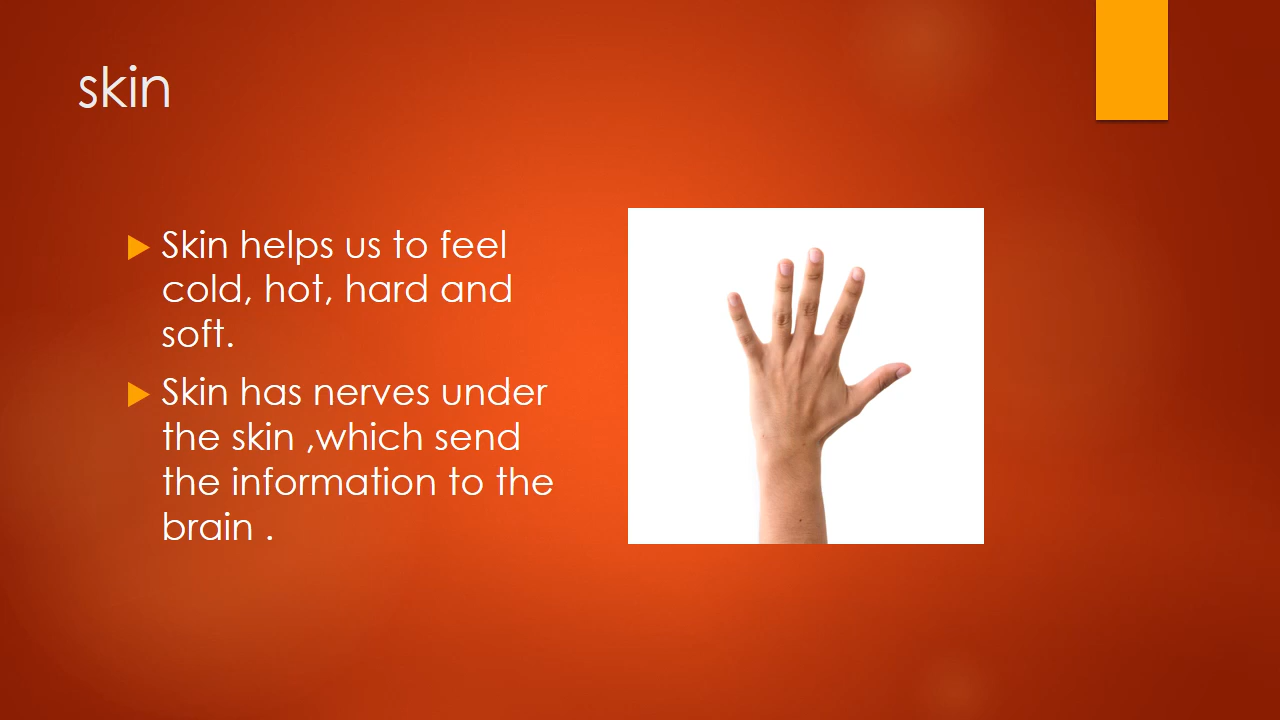 skin
Skin helps us to feel
cold, hot, hard and
soft.
Skin has nerves under
the skin ,which send
the information to the
brain .